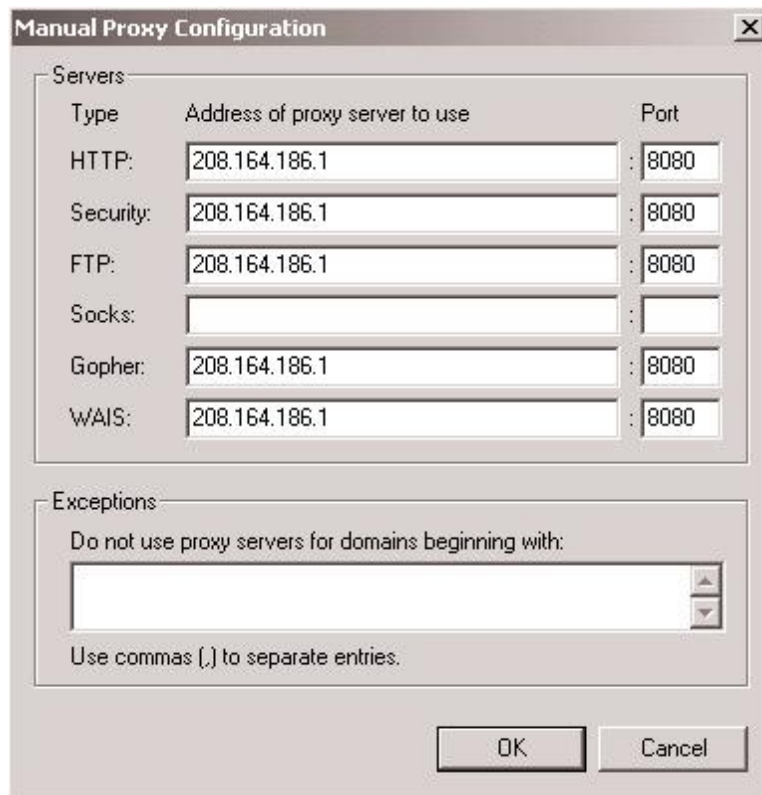 Manual Proxy Configuration
Servers
Type Address of proxy server to use Port
HTTP: 208.164.186.1 : 8080
Security: 208.164.186.1 : 8080
FTP: 208.164.186.1 : 8080
Socks: :
Gopher: 208.164.186.1 : 8080
WAIS: 208.164.186.1 : 8080
Exceptions
Do not use proxy servers for domains beginning with:
Use commas (,) to separate entries.
OK Cancel